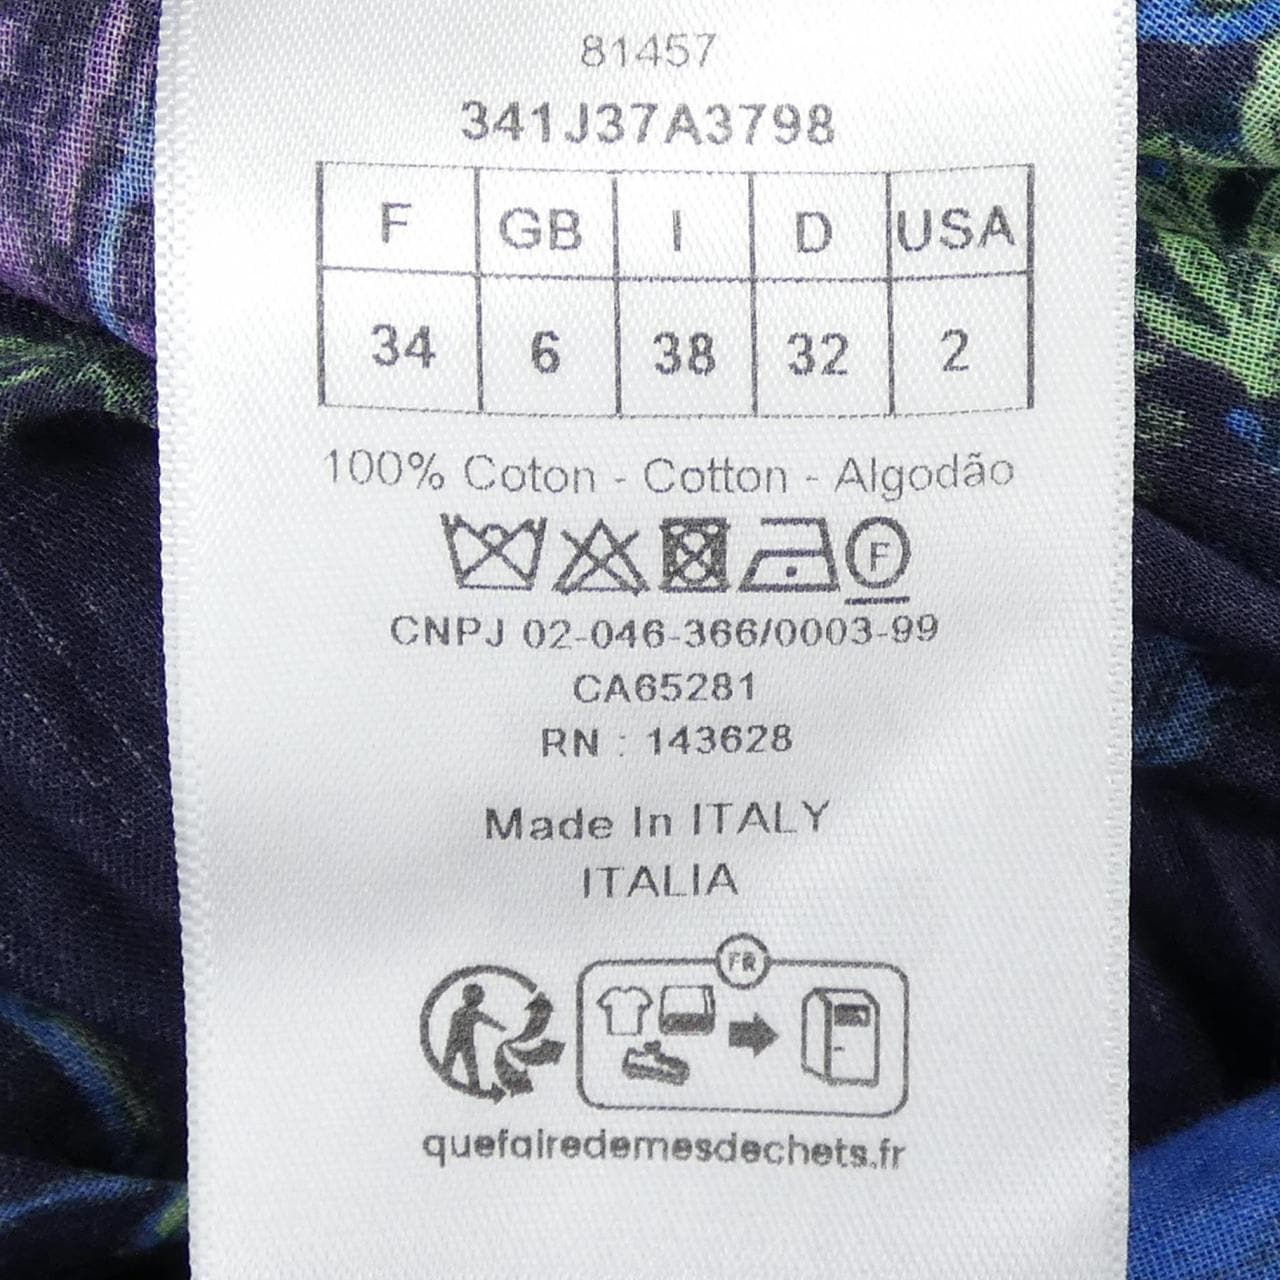 81457
341J37A3798
F GB I D USA
34 6 38 32 2
100% Coton - Cotton - Algodão
F
CNPJ 02-046-366/0003-99
CA65281
RN : 143628
Made In ITALY
ITALIA
FR
quefairedemesdechets.fr